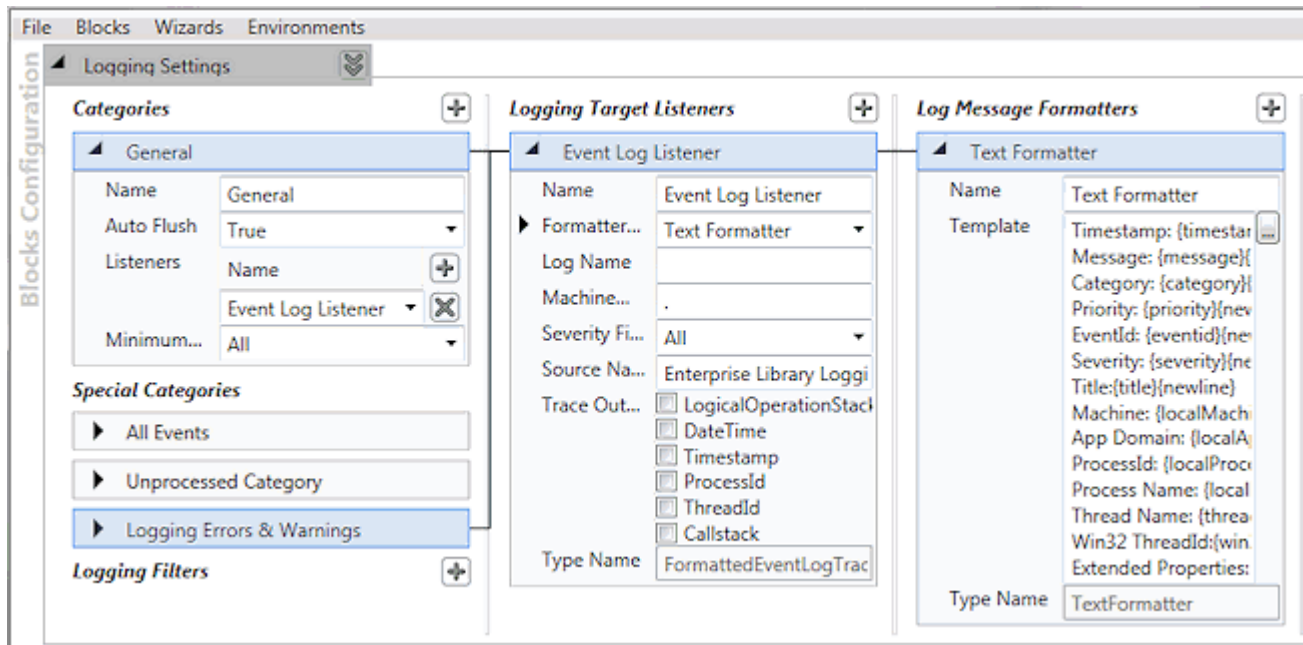 File Blocks Wizards Environments
Blocks Configuration
Logging Settings
Categories
General
Name General
Auto Flush True
Listeners Name
Event Log Listener
Minimum... All
Special Categories
All Events
Unprocessed Category
Logging Errors & Warnings
Logging Filters
Logging Target Listeners
Event Log Listener
Name Event Log Listener
Formatter... Text Formatter
Log Name
Machine... .
Severity Fi... All
Source Na... Enterprise Library Loggi
Trace Out... LogicalOperationStack
DateTime
Timestamp
ProcessId
ThreadId
Callstack
Type Name FormattedEventLogTrac
Log Message Formatters
Text Formatter
Name Text Formatter
Template Timestamp: {timestar ...
Message: {message}{
Category: {category}{
Priority: {priority}{nev
EventId: {eventid}{ne
Severity: {severity}{ne
Title:{title}{newline}
Machine: {localMachi
App Domain: {localA
ProcessId: {localProc
Process Name: {local
Thread Name: {threa
Win32 ThreadId:{win
Extended Properties:
Type Name TextFormatter